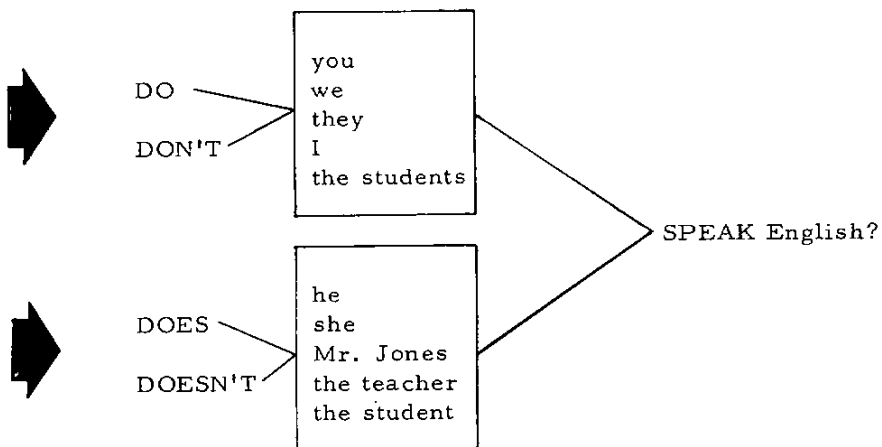 DO
DON'T
you
we
they
I
the students
DOES
DOESN'T
he
she
Mr. Jones
the teacher
the student
SPEAK English?